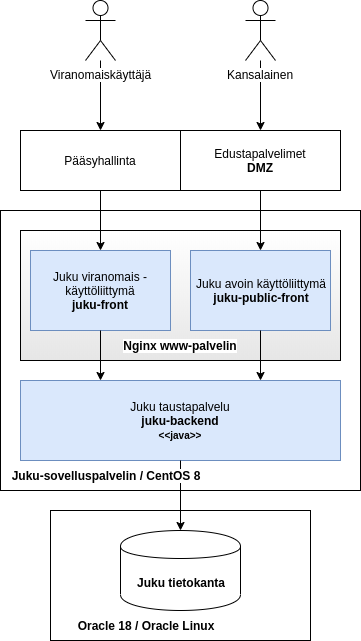 Viranomaiskäyttäjä
Kansalainen
Pääsyhallinta
Edustapalvelimet
DMZ
Juku viranomais -
käyttöliittymä
juku-front
Juku avoin käyttöliittymä
juku-public-front
Nginx www-palvelin
Juku taustapalvelu
juku-backend
<<java>>
Juku-sovelluspalvelin / CentOS 8
Juku tietokanta
Oracle 18 / Oracle Linux